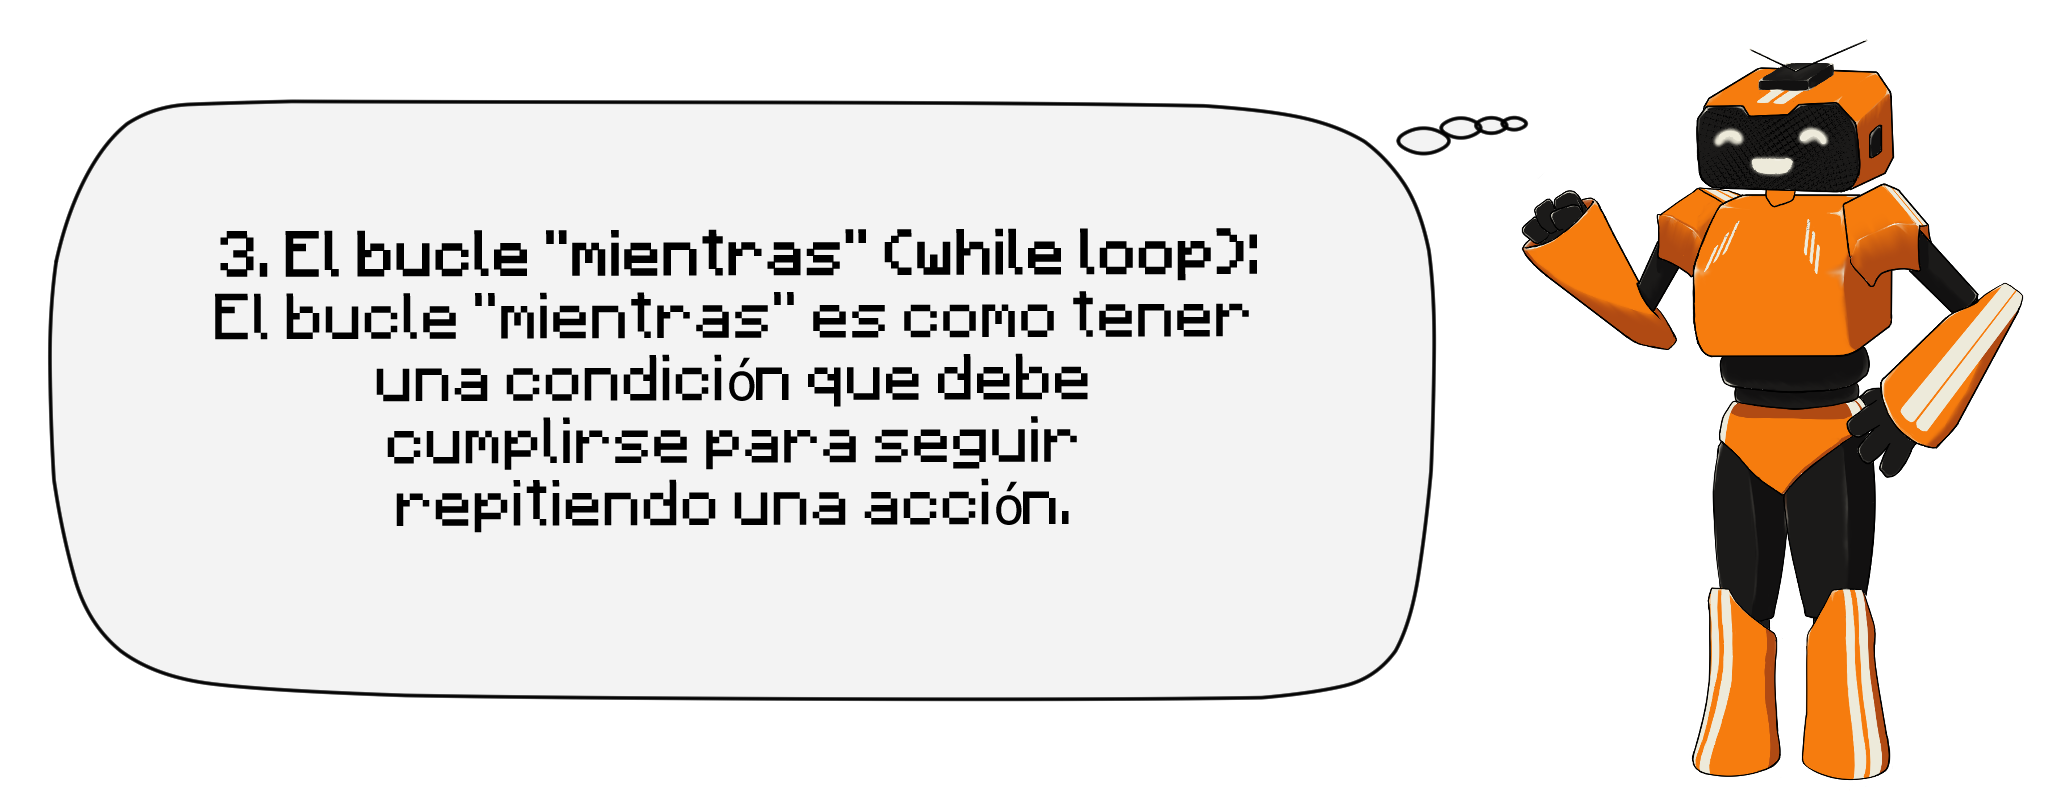 3. El bucle "mientras" (while loop):
El bucle "mientras" es como tener
una condición que debe
cumplirse para seguir
repitiendo una acción.